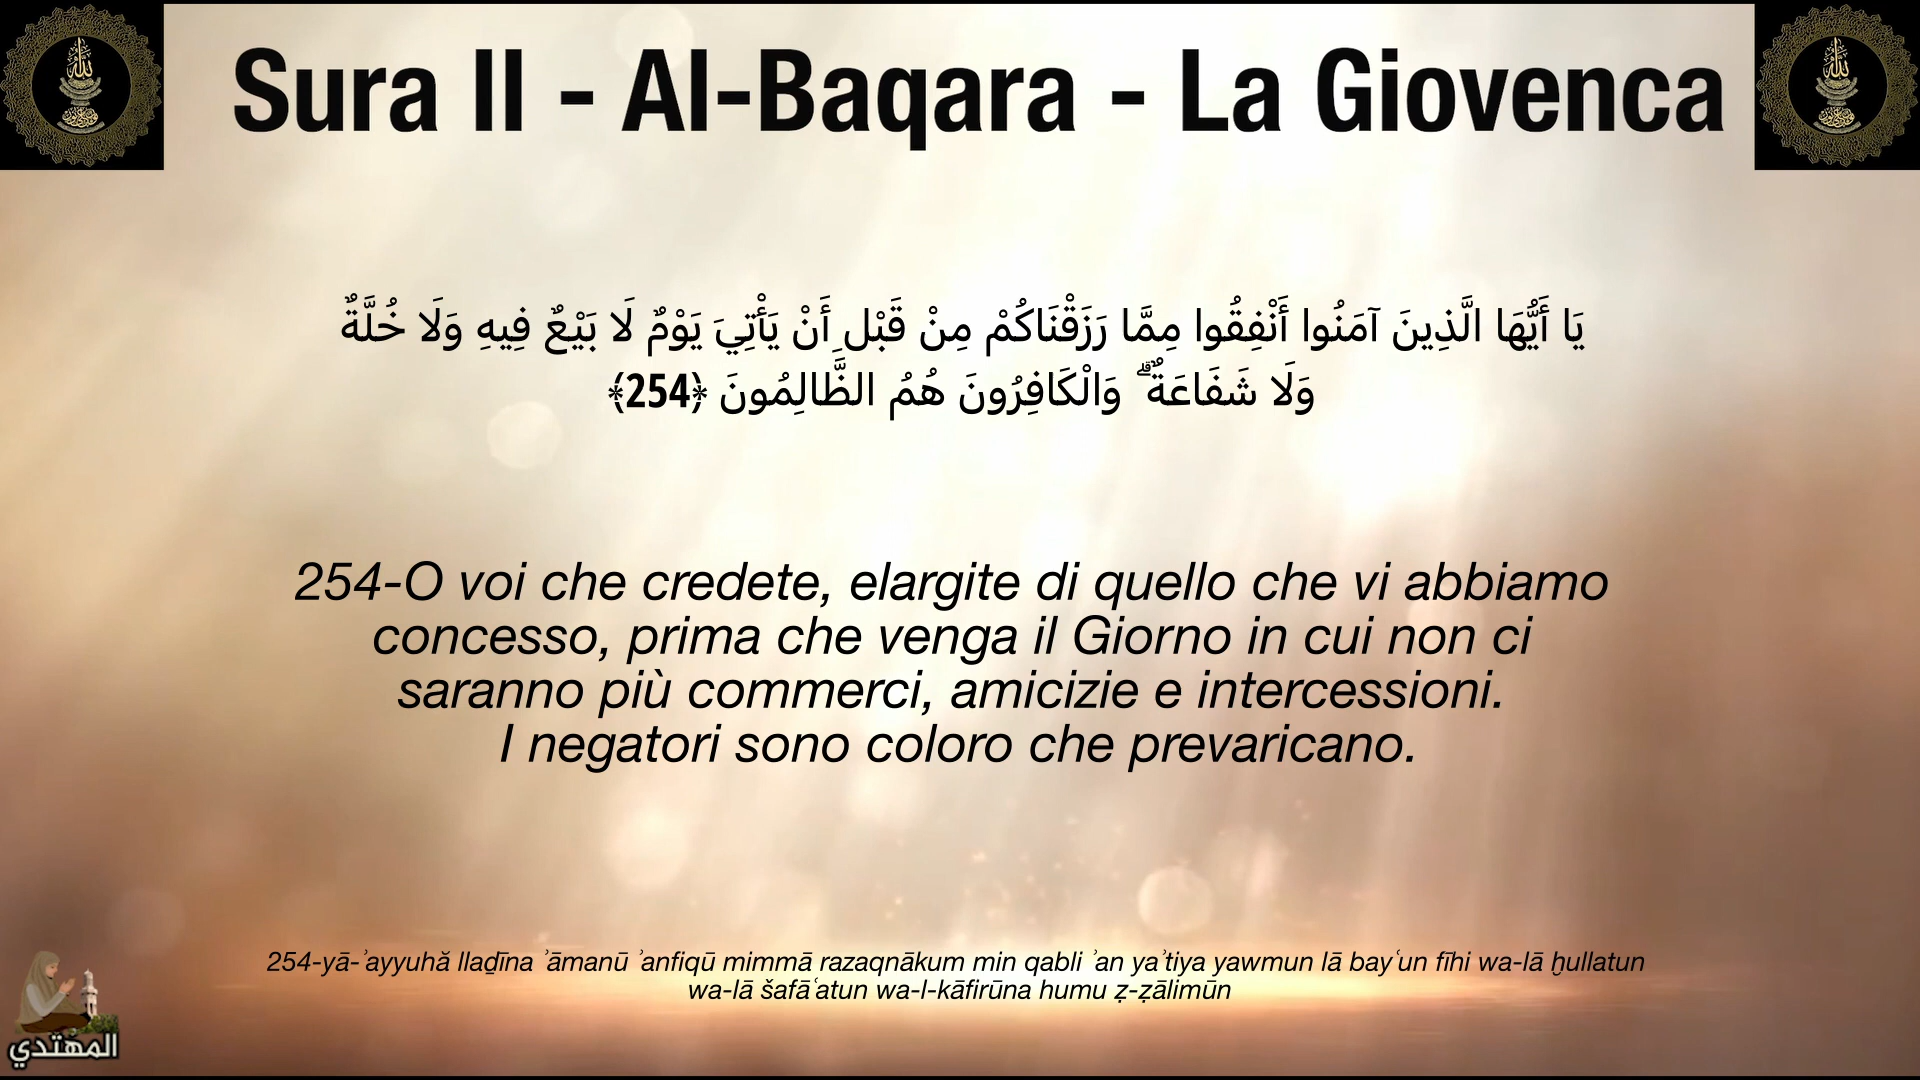 Sura II - Al-Baqara - La Giovenca
يَا أَيُّهَا الَّذِينَ آمَنُوا أَنْفِقُوا مِمَّا رَزَقْنَاكُمْ مِنْ قَبْلِ أَنْ يَأْتِيَ يَوْمٌ لَا بَيْعٌ فِيهِ وَلَا خُلَّةٌ
وَلَا شَفَاعَةٌ ۗ وَالْكَافِرُونَ هُمُ الظَّالِمُونَ ﴿254﴾
254-O voi che credete, elargite di quello che vi abbiamo
concesso, prima che venga il Giorno in cui non ci
saranno più commerci, amicizie e intercessioni.
I negatori sono coloro che prevaricano.
254-yā-ʾayyuhă llaḏīna ʾāmanū ʾanfiqū mimmā razaqnākum min qabli ʾan yaʾtiya yawmun lā bayʿun fīhi wa-lā ḫullatun
wa-lā šafāʿatun wa-l-kāfirūna humu ẓ-ẓālimūn
المهتدي